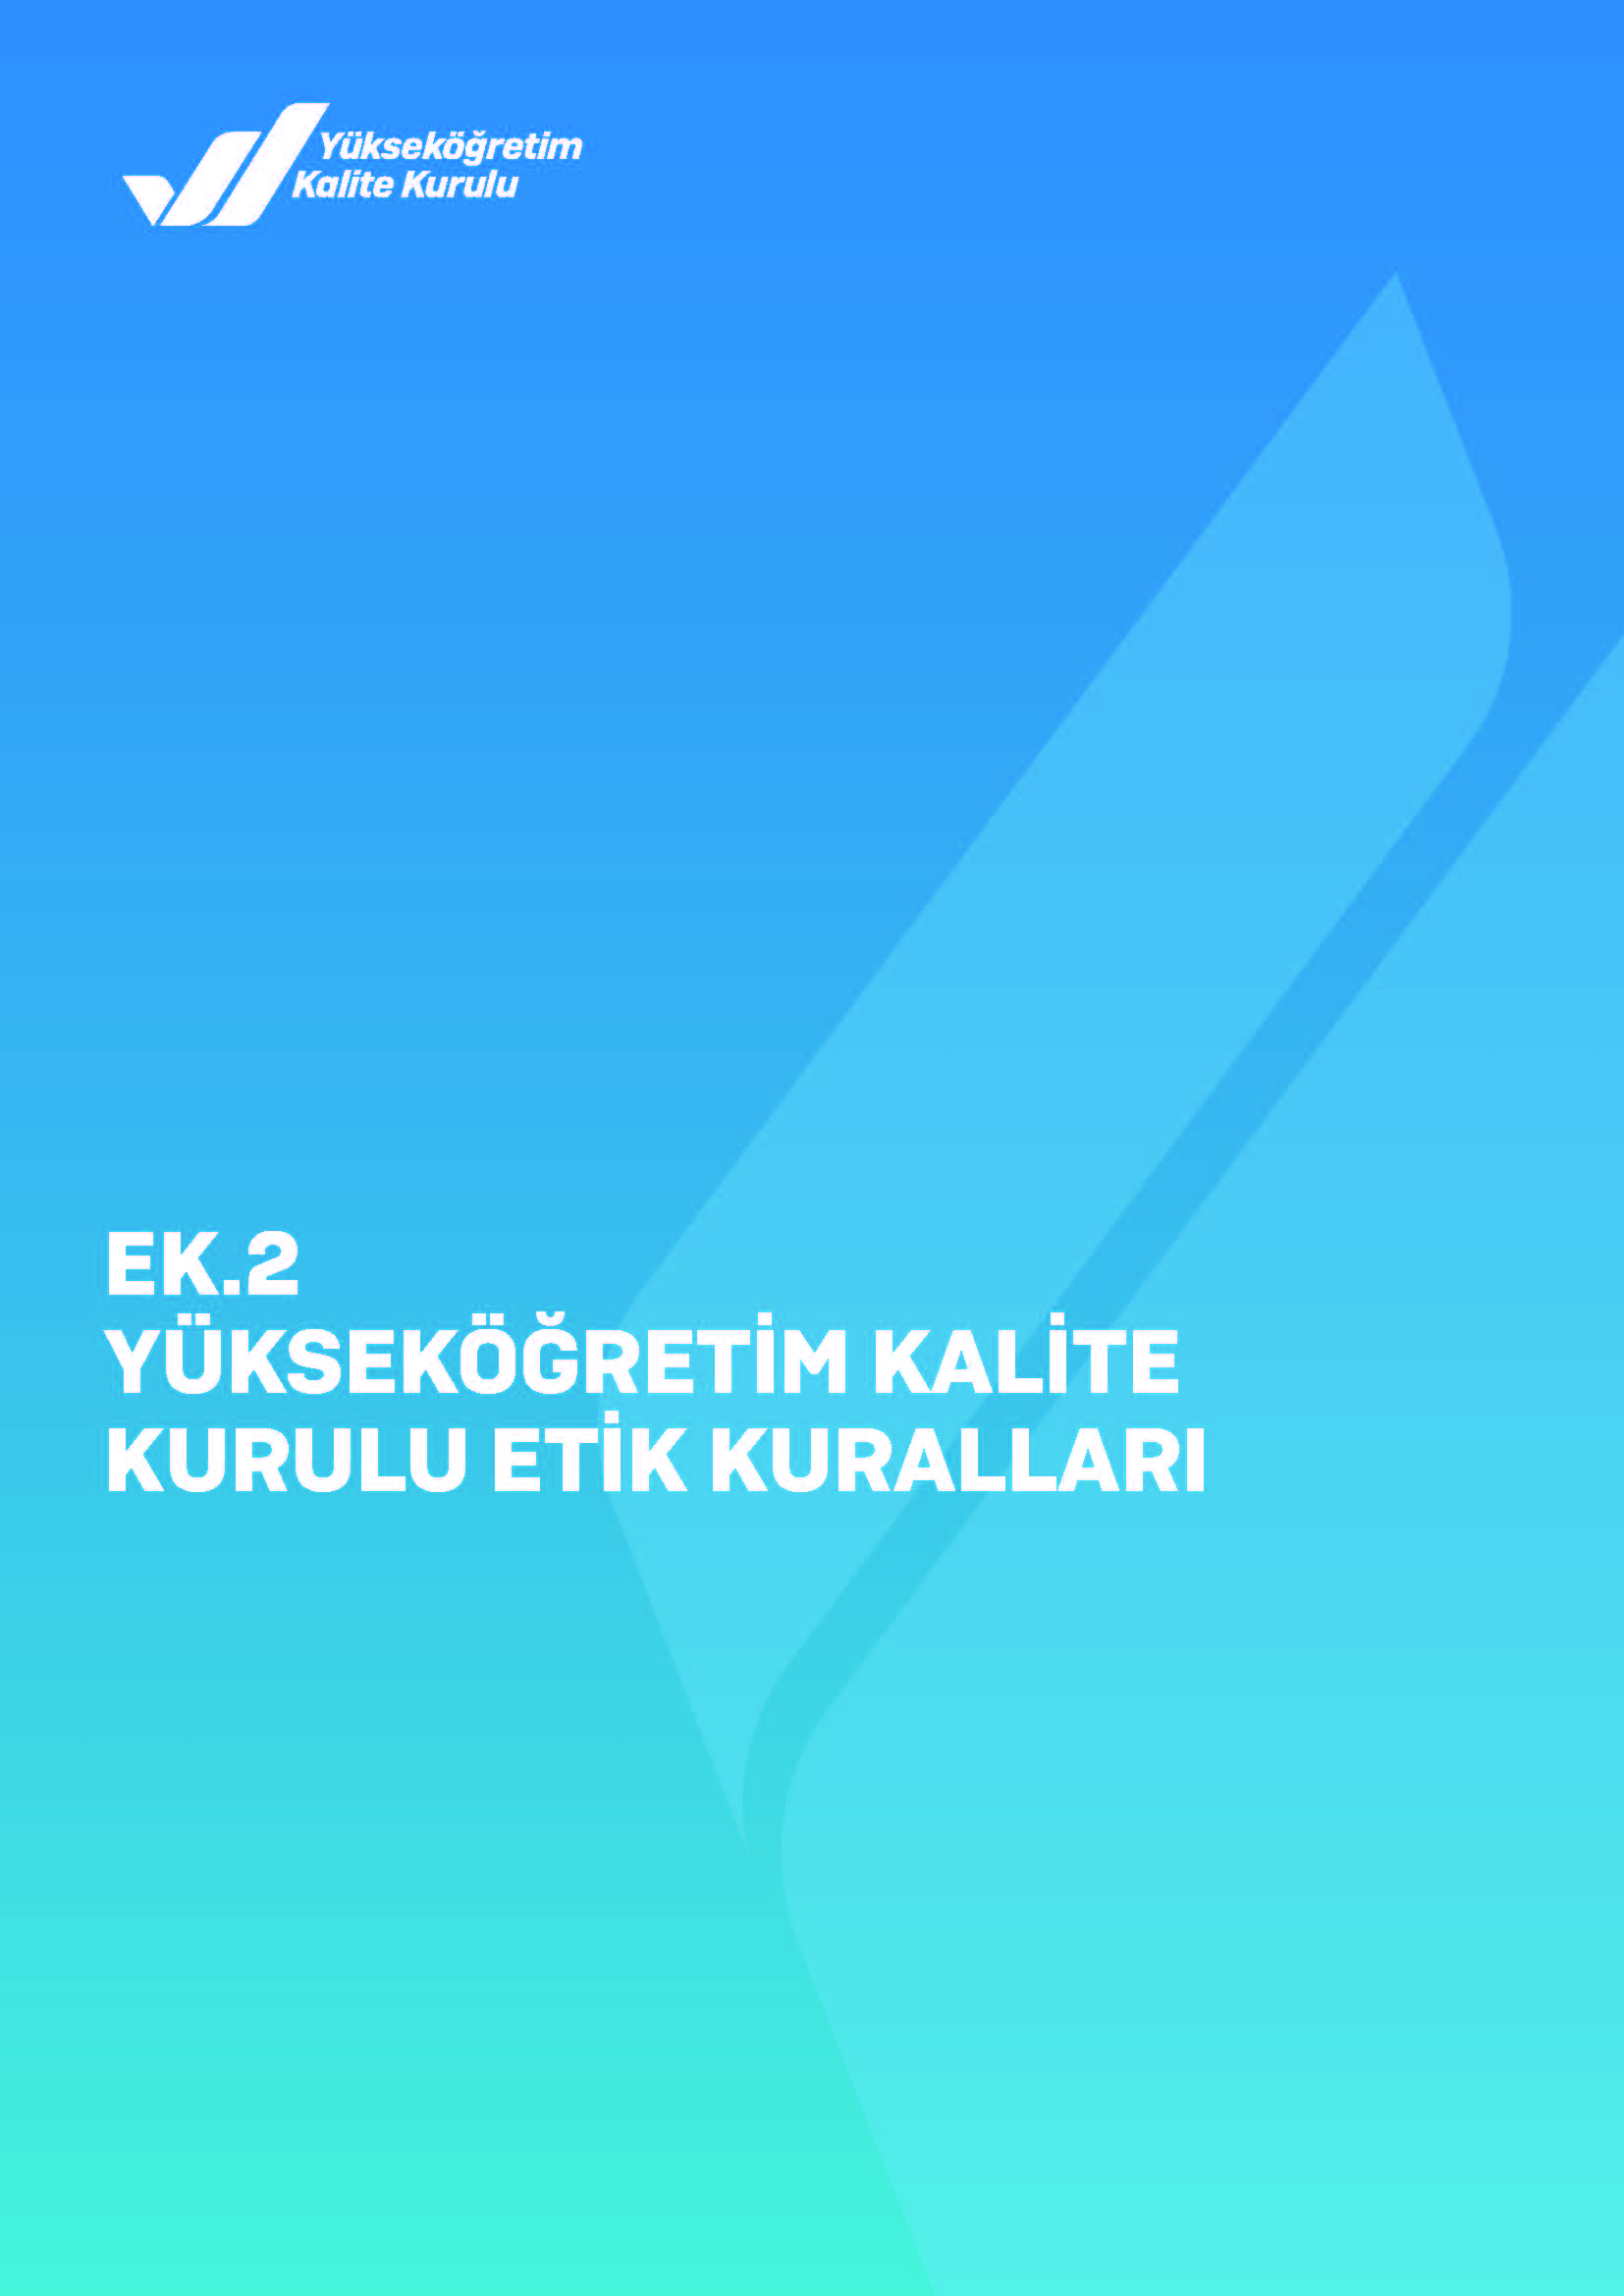 Yükseköğretim
Kalite Kurulu
EK.2
YÜKSEKÖĞRETİM KALİTE
KURULU ETİK KURALLARI